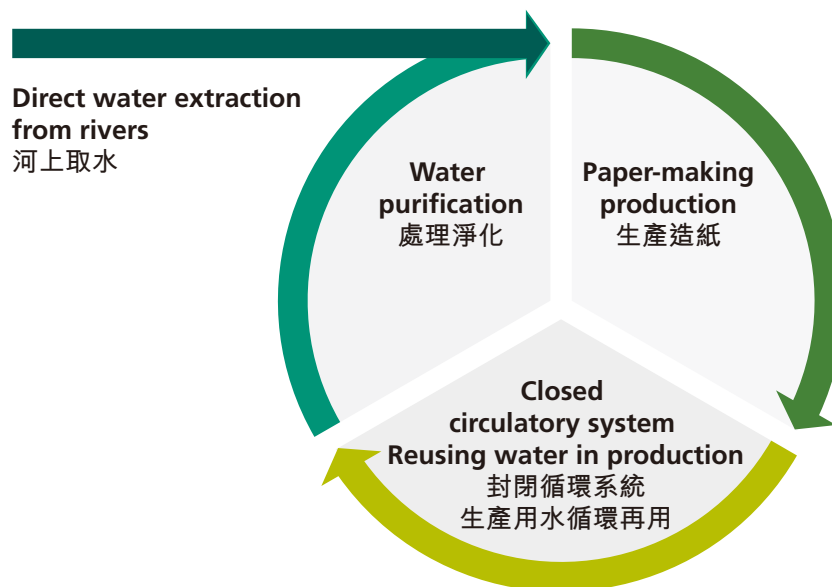 Direct water extraction
from rivers
河上取水
Water
purification
處理淨化
Paper-making
production
生產造紙
Closed
circulatory system
Reusing water in production
封閉循環系統
生產用水循環再用